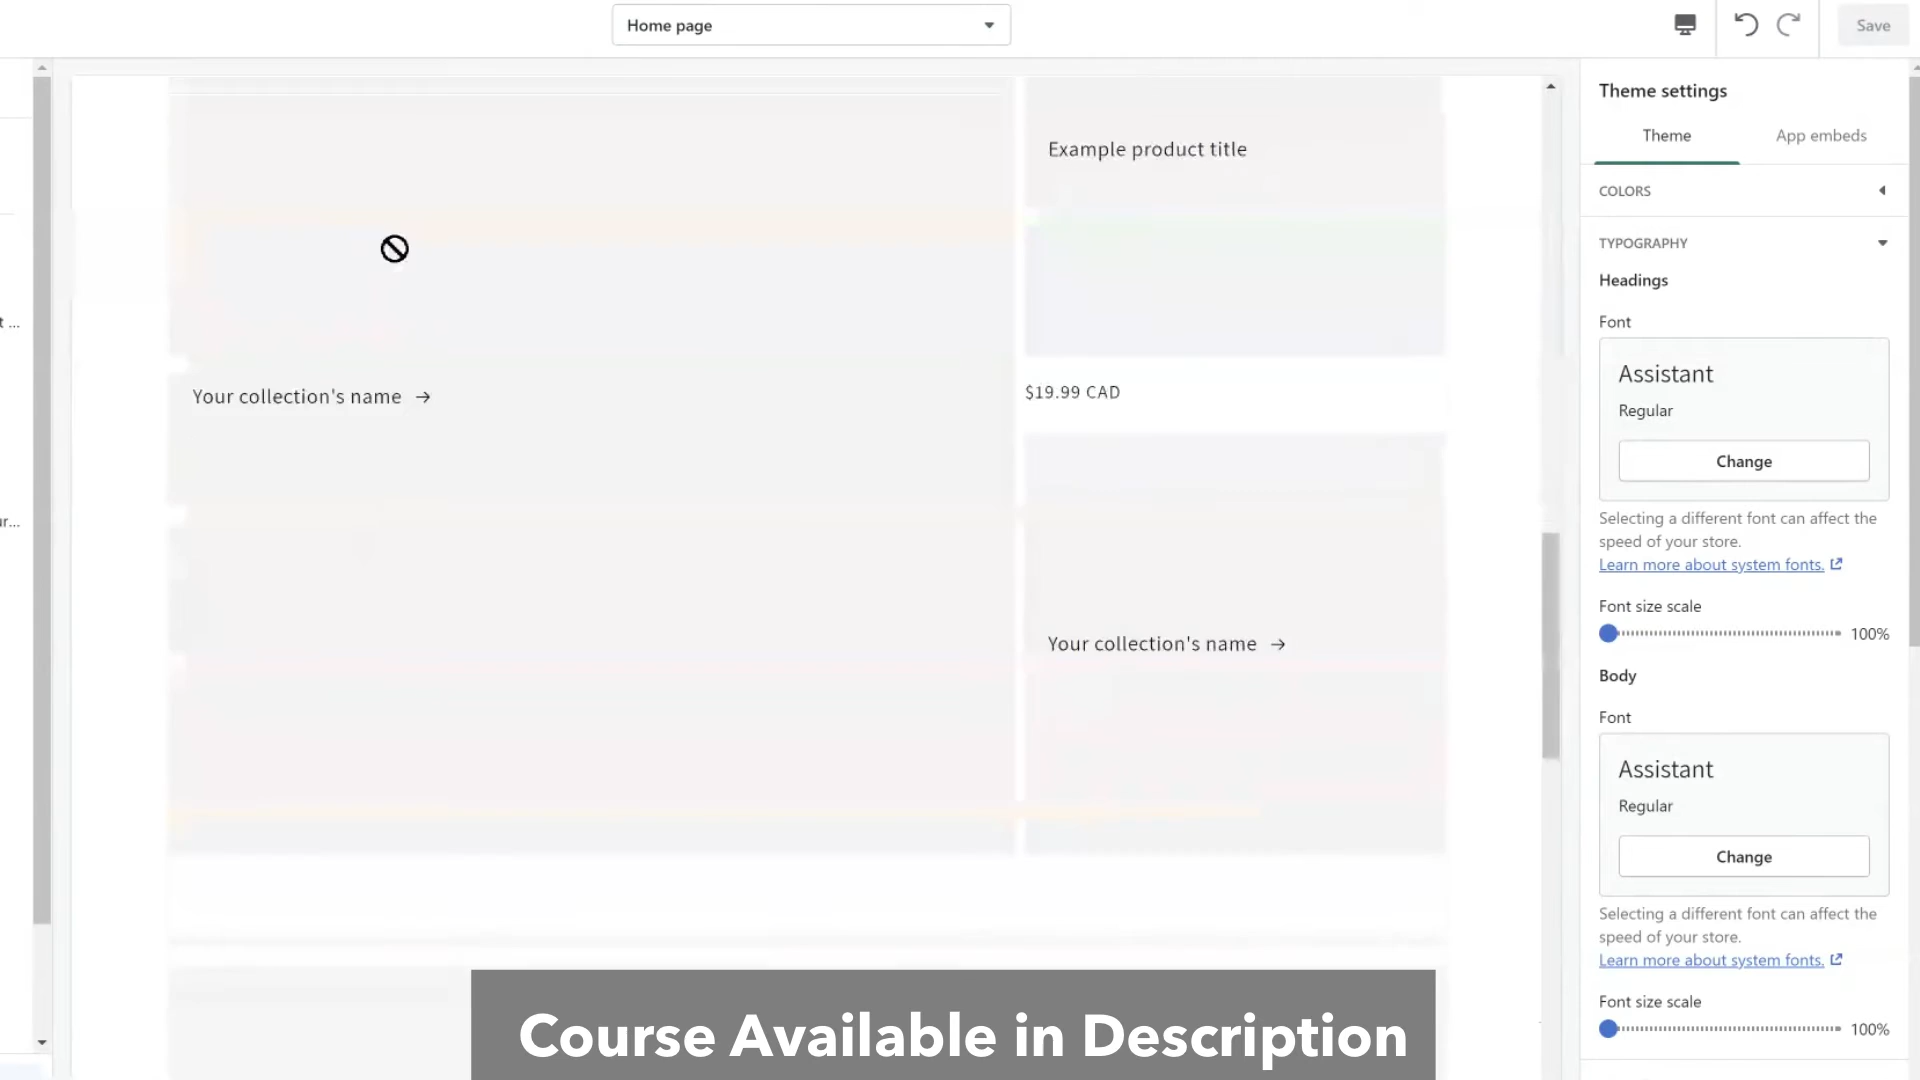 Home page
Save
Theme settings
Theme
App embeds
COLORS
TYPOGRAPHY
Headings
Font
Assistant
Regular
Change
Selecting a different font can affect the
speed of your store.
Learn more about system fonts.
Font size scale
100%
Body
Font
Assistant
Regular
Change
Selecting a different font can affect the
speed of your store.
Learn more about system fonts.
Font size scale
100%
Example product title
$19.99 CAD
Your collection's name →
Your collection's name →
t ...
ur...
Course Available in Description